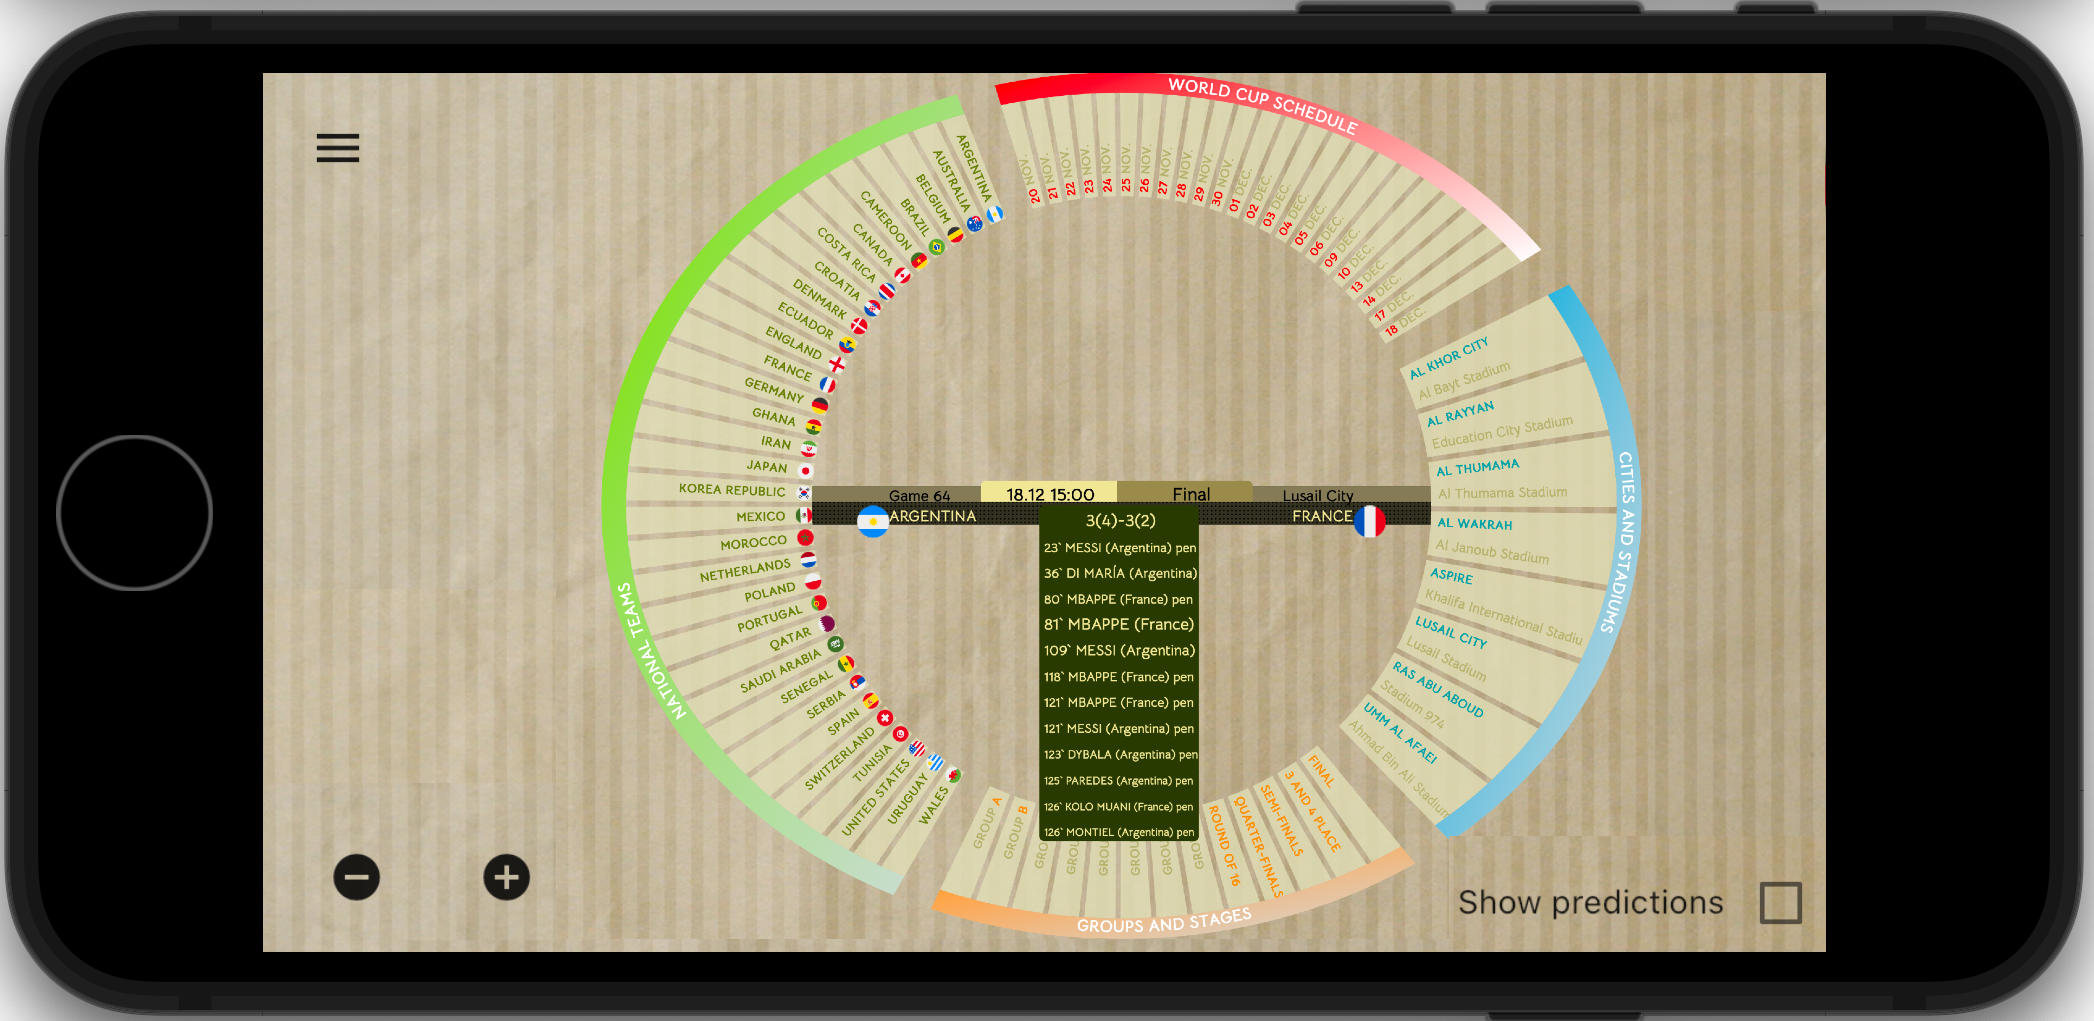 WORLD CUP SCHEDULE
20 NOV.
21 NOV.
22 NOV.
23 NOV.
24 NOV.
25 NOV.
26 NOV.
27 NOV.
28 NOV.
29 NOV.
30 NOV.
01 DEC.
02 DEC.
03 DEC.
04 DEC.
05 DEC.
06 DEC.
09 DEC.
10 DEC.
13 DEC.
14 DEC.
17 DEC.
18 DEC.
NATIONAL TEAMS
ARGENTINA
AUSTRALIA
BELGIUM
BRAZIL
CAMEROON
CANADA
COSTA RICA
CROATIA
DENMARK
ECUADOR
ENGLAND
FRANCE
GERMANY
GHANA
IRAN
JAPAN
KOREA REPUBLIC
MEXICO
MOROCCO
NETHERLANDS
POLAND
PORTUGAL
QATAR
SAUDI ARABIA
SENEGAL
SERBIA
SPAIN
SWITZERLAND
TUNISIA
UNITED STATES
URUGUAY
WALES
Game 64
18.12 15:00
Final
Lusail City
ARGENTINA
FRANCE
3(4)-3(2)
23` MESSI (Argentina) pen
36` DI MARÍA (Argentina)
80` MBAPPE (France) pen
81` MBAPPE (France)
109` MESSI (Argentina)
118` MBAPPE (France) pen
121` MBAPPE (France) pen
121` MESSI (Argentina) pen
123` DYBALA (Argentina) pen
125` PAREDES (Argentina) pen
126` KOLO MUANI (France) pen
126` MONTIEL (Argentina) pen
CITIES AND STADIUMS
AL KHOR CITY
Al Bayt Stadium
AL RAYYAN
Education City Stadium
AL THUMAMA
Al Thumama Stadium
AL WAKRAH
Al Janoub Stadium
ASPIRE
Khalifa International Stadiu
LUSAIL CITY
Lusail Stadium
RAS ABU ABOUD
Stadium 974
UMM AL AFAEI
Ahmad Bin Ali Stadium
GROUP A
GROUP B
GRO
GROU
GROU
GROU
GROU
GRO
ROUND OF 16
QUARTER-FINALS
SEMI-FINALS
3 AND 4 PLACE
FINAL
GROUPS AND STAGES
Show predictions